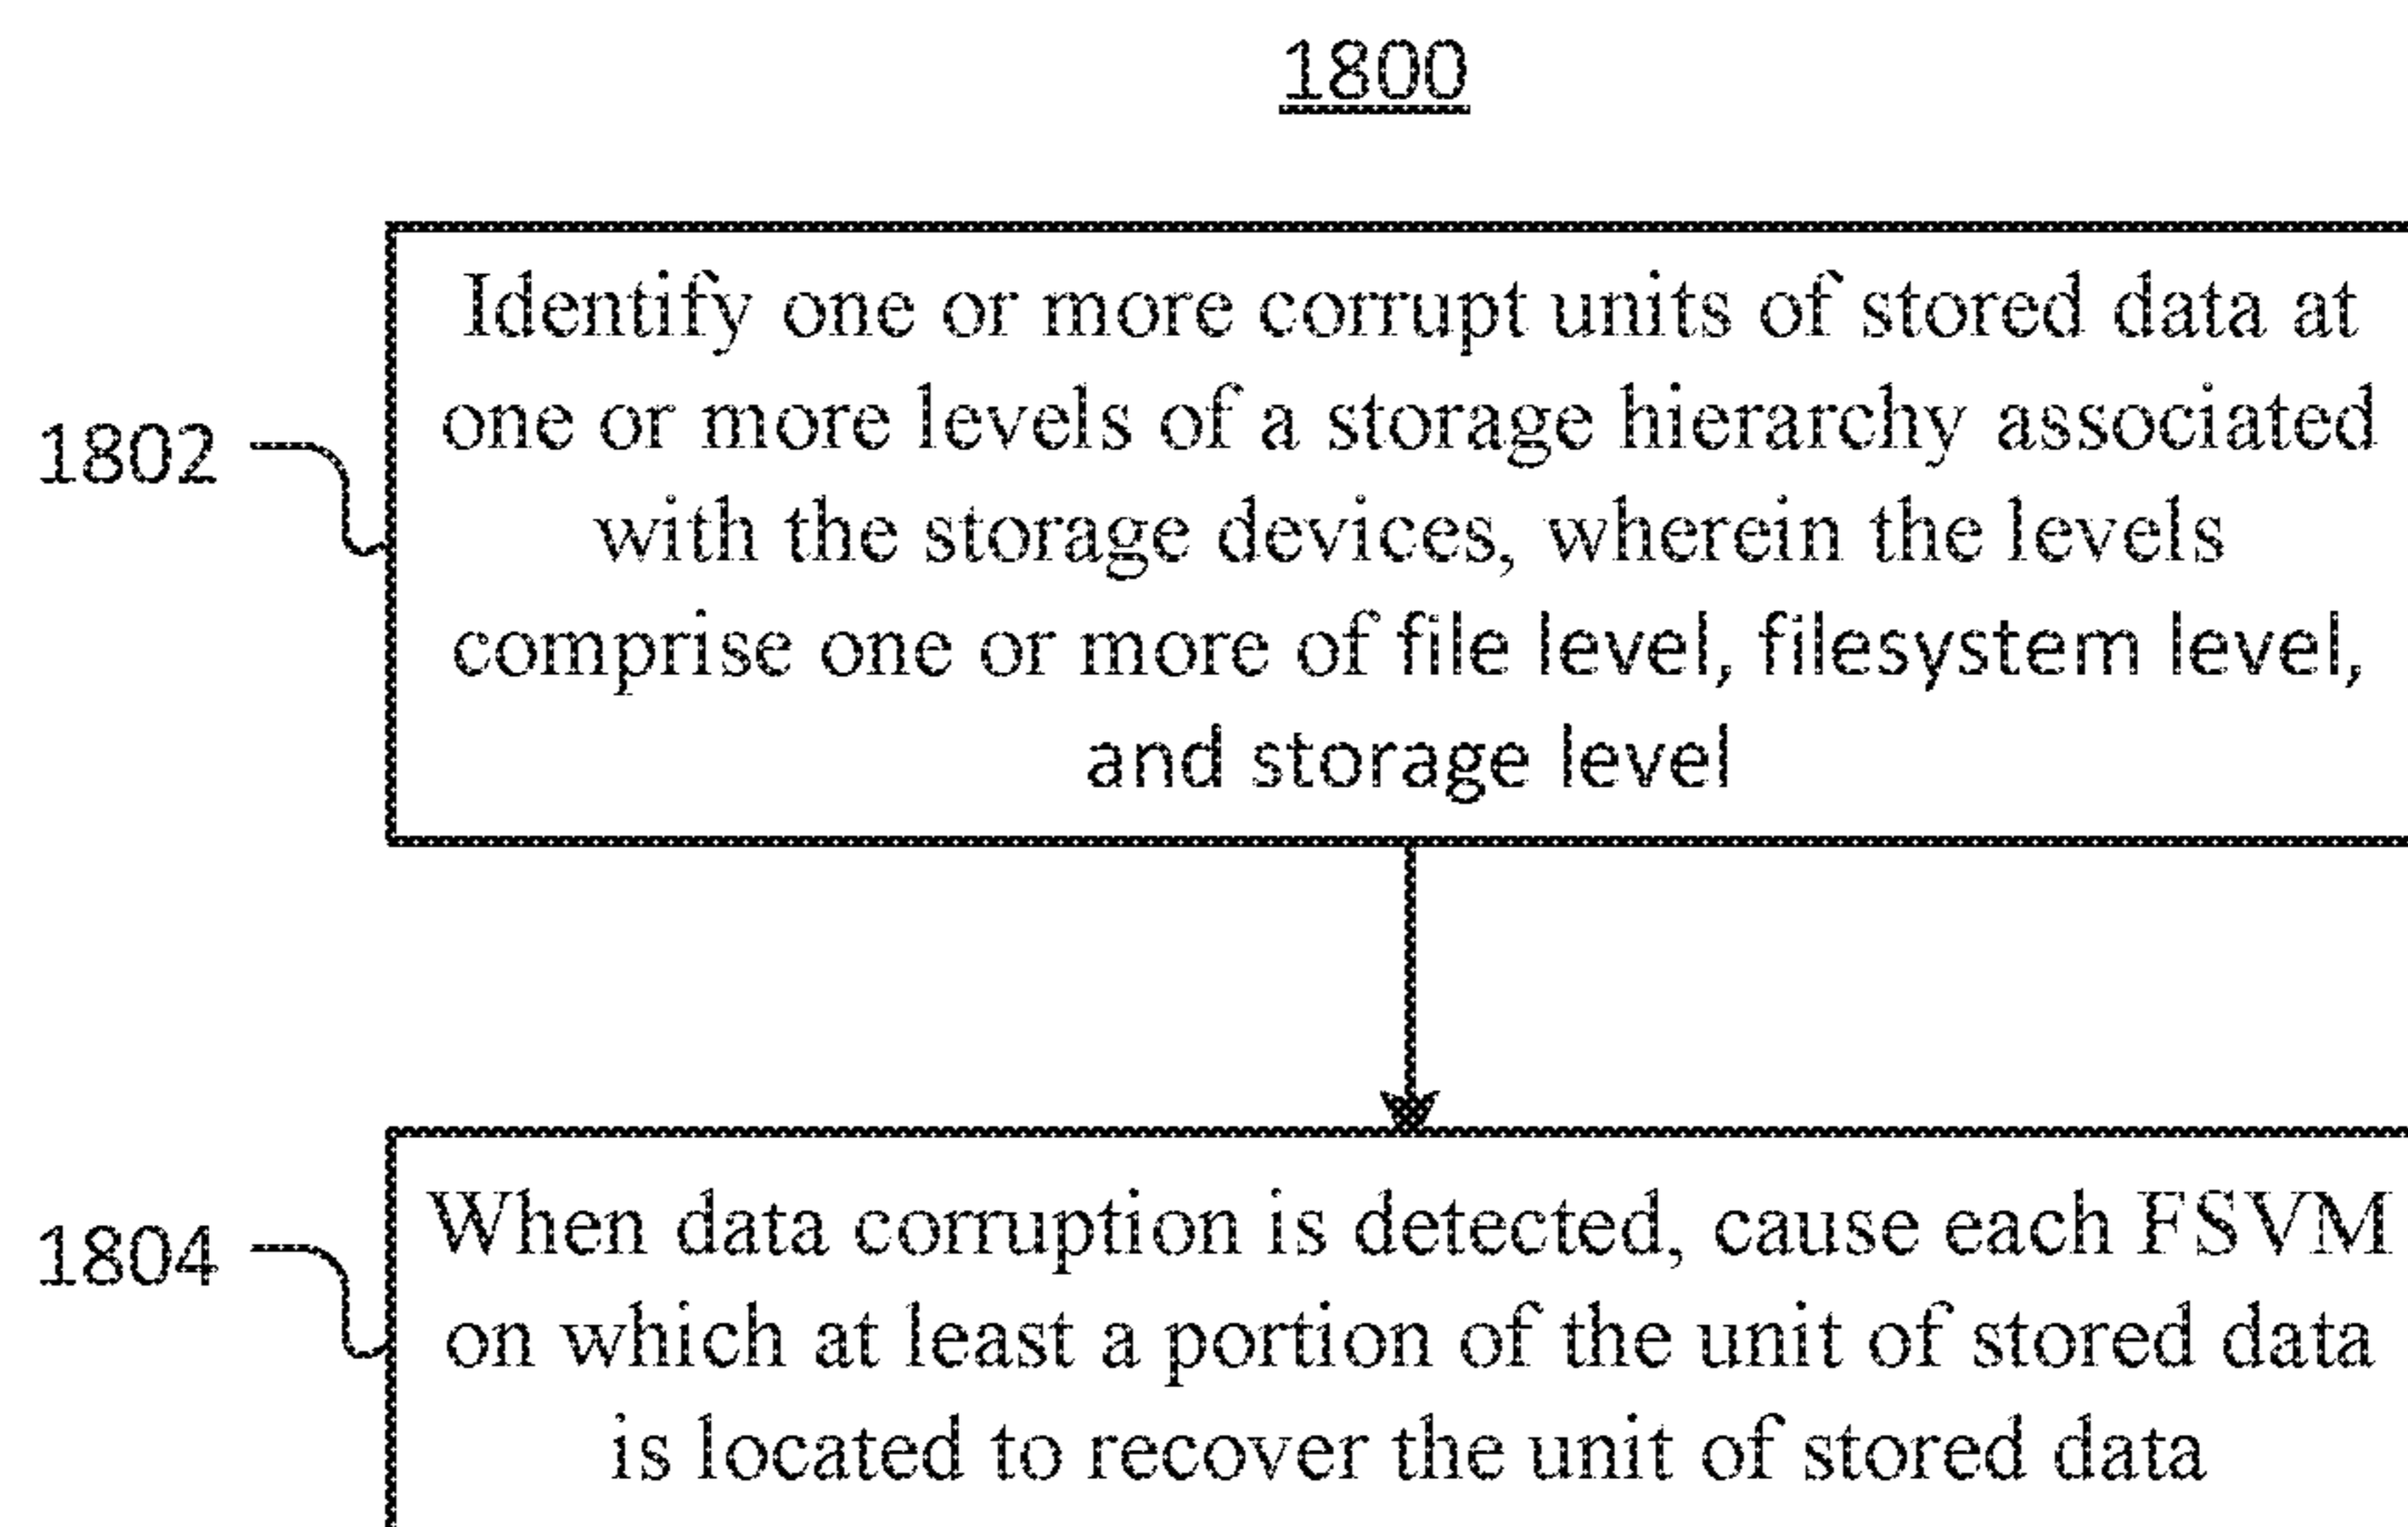 1800
Identify one or more corrupt units of stored data at
one or more levels of a storage hierarchy associated
1802
with the storage devices, wherein the levels
comprise one or more of file level, filesystem level,
and storage level
When data corruption is detected, cause each FSVM
1804
on which at least a portion of the unit of stored data
is located to recover the unit of stored data